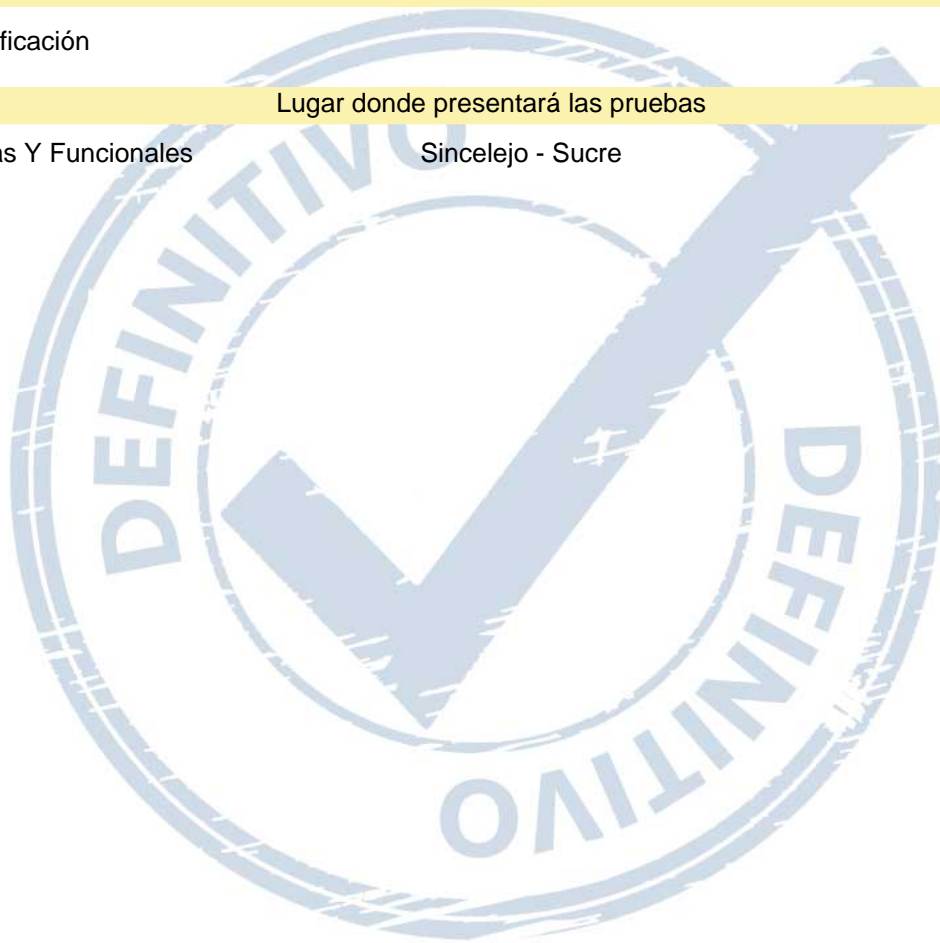 ficación
Lugar donde presentará las pruebas
as Y Funcionales Sincelejo - Sucre
DEFINITIVO
DEFINITIVO